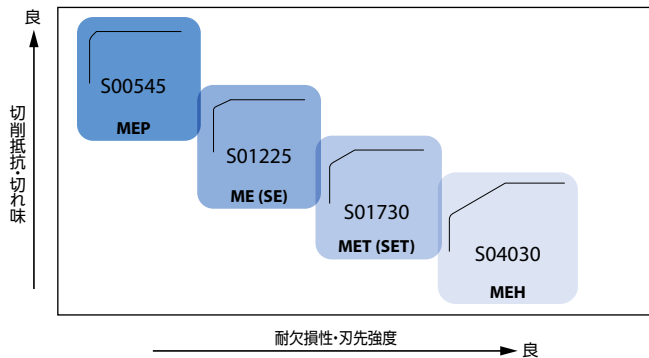 良
切削抵抗・切れ味
S00545
MEP
S01225
ME (SE)
S01730
MET (SET)
S04030
MEH
耐欠損性・刃先強度
良